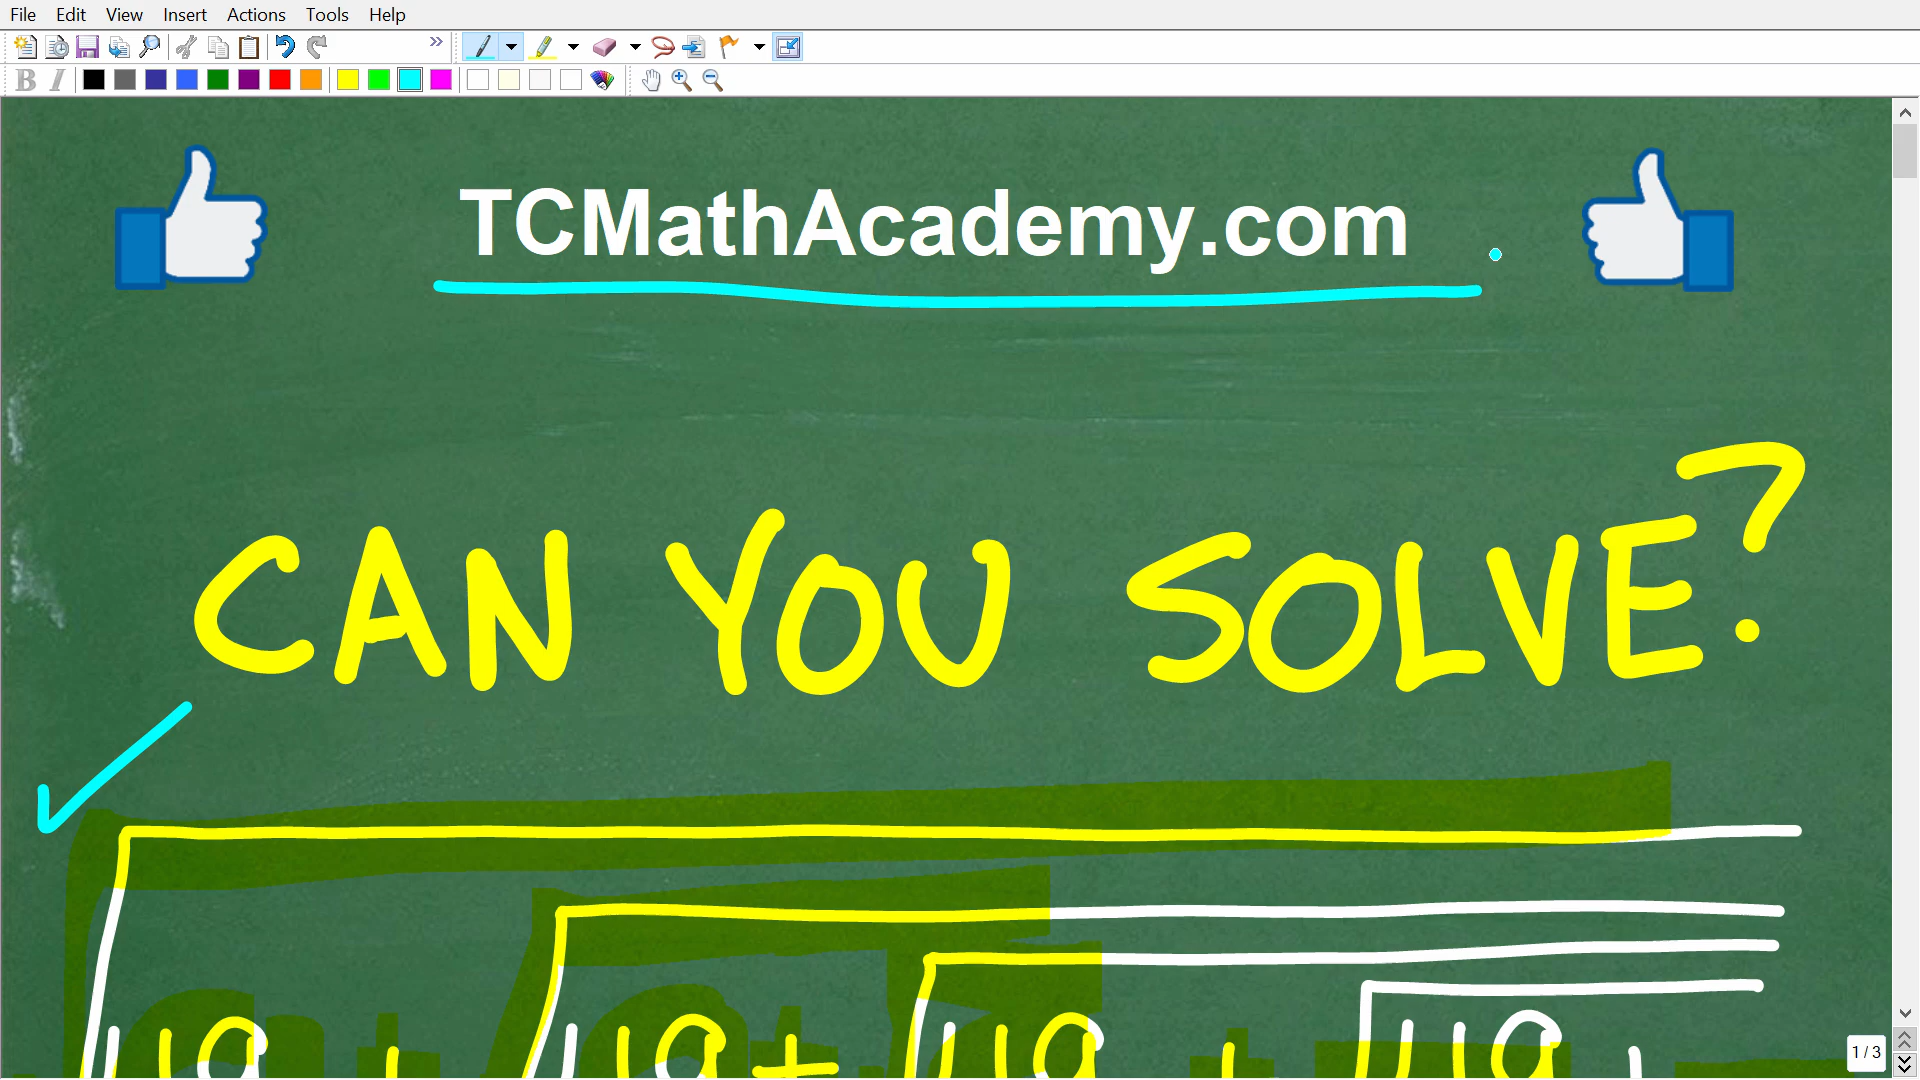 File Edit View Insert Actions Tools Help
B I
TCMathAcademy.com
CAN YOU SOLVE?
1 / 3